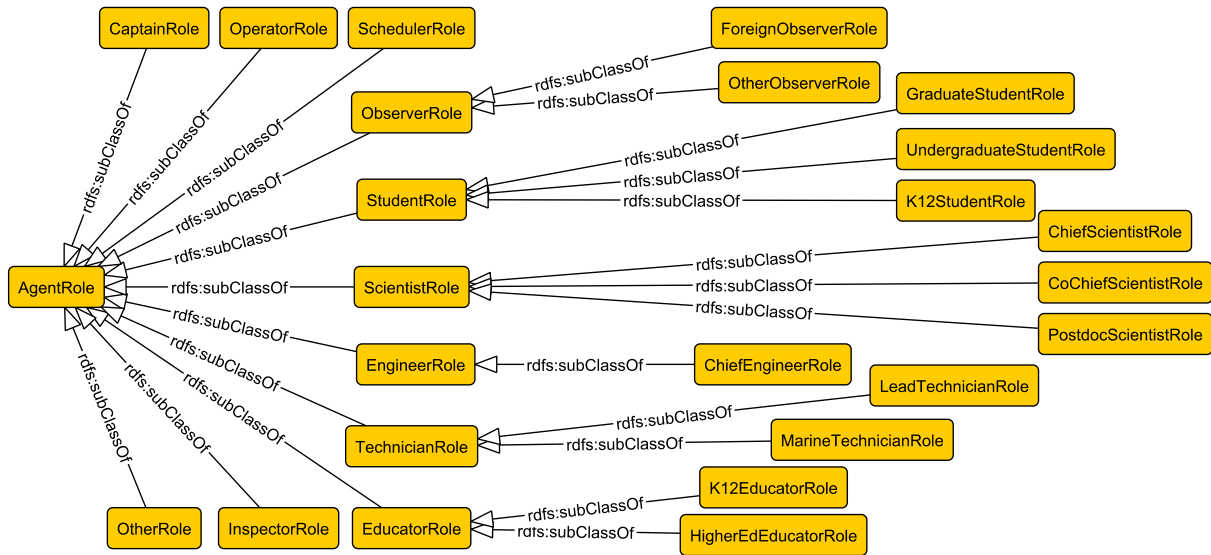 CaptainRole
OperatorRole
SchedulerRole
ForeignObserverRole
rdfs:subClassOf
OtherObserverRole
rdfs:subClassOf
GraduateStudentRole
ObserverRole
rdfs:subClassOf
rdfs:subClassOf
rdfs:subClassOf
rdfs:subClassOf
rdfs:subClassOf
UndergraduateStudentRole
rdfs:subClassOf
StudentRole
rdfs:subClassOf
K12StudentRole
rdfs:subClassOf
ChiefScientistRole
rdfs:subClassOf
AgentRole
rdfs:subClassOf
ScientistRole
rdfs:subClassOf
CoChiefScientistRole
rdfs:subClassOf
PostdocScientistRole
rdfs:subClassOf
EngineerRole
rdfs:subClassOf
ChiefEngineerRole
rdfs:subClassOf
LeadTechnicianRole
rdfs:subClassOf
rdfs:subClassOf
rdfs:subClassOf
rdfs:subClassOf
TechnicianRole
rdfs:subClassOf
MarineTechnicianRole
K12EducatorRole
rdfs:subClassOf
OtherRole
InspectorRole
EducatorRole
rdfs:subClassOf
HigherEdEducatorRole